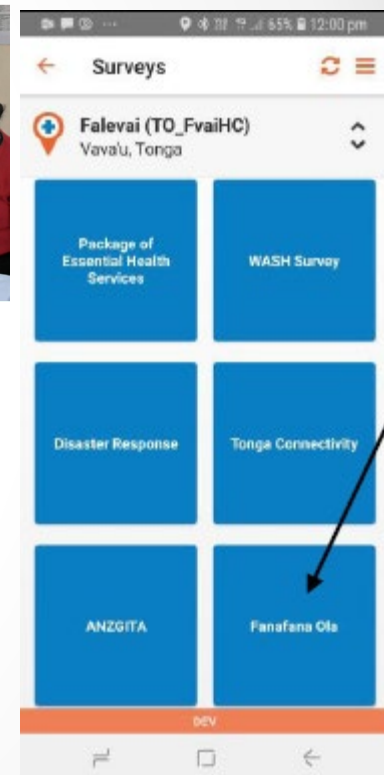 65% 12:00 pm
Surveys
Falevai (TO_FvaiHC)
Vava'u, Tonga
Package of
Essential Health
Services
WASH Survey
Disaster Response
Tonga Connectivity
ANZGITA
Fanafana Ola
DEV